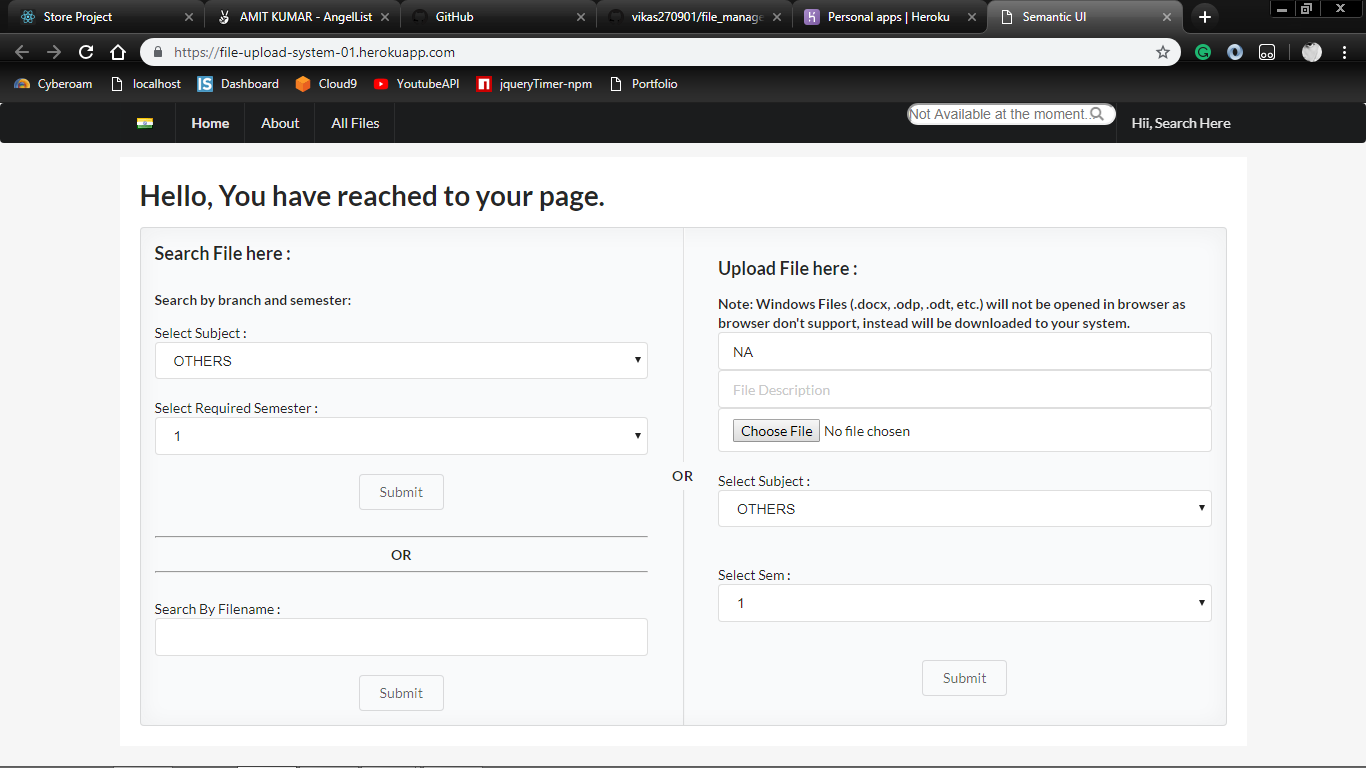 Store Project
AMIT KUMAR - AngelList
GitHub
vikas270901/file_manage
Personal apps | Heroku
Semantic UI
https://file-upload-system-01.herokuapp.com
Cyberoam
localhost
Dashboard
Cloud9
YoutubeAPI
jqueryTimer-npm
Portfolio
Home
About
All Files
Not Available at the moment.
Hii, Search Here
Hello, You have reached to your page.
Search File here :
Search by branch and semester:
Select Subject :
OTHERS
Select Required Semester :
1
Submit
OR
Search By Filename :
Submit
OR
Upload File here :
Note: Windows Files (.docx, .odp, .odt, etc.) will not be opened in browser as
browser don't support, instead will be downloaded to your system.
NA
File Description
Choose File No file chosen
Select Subject :
OTHERS
Select Sem :
1
Submit